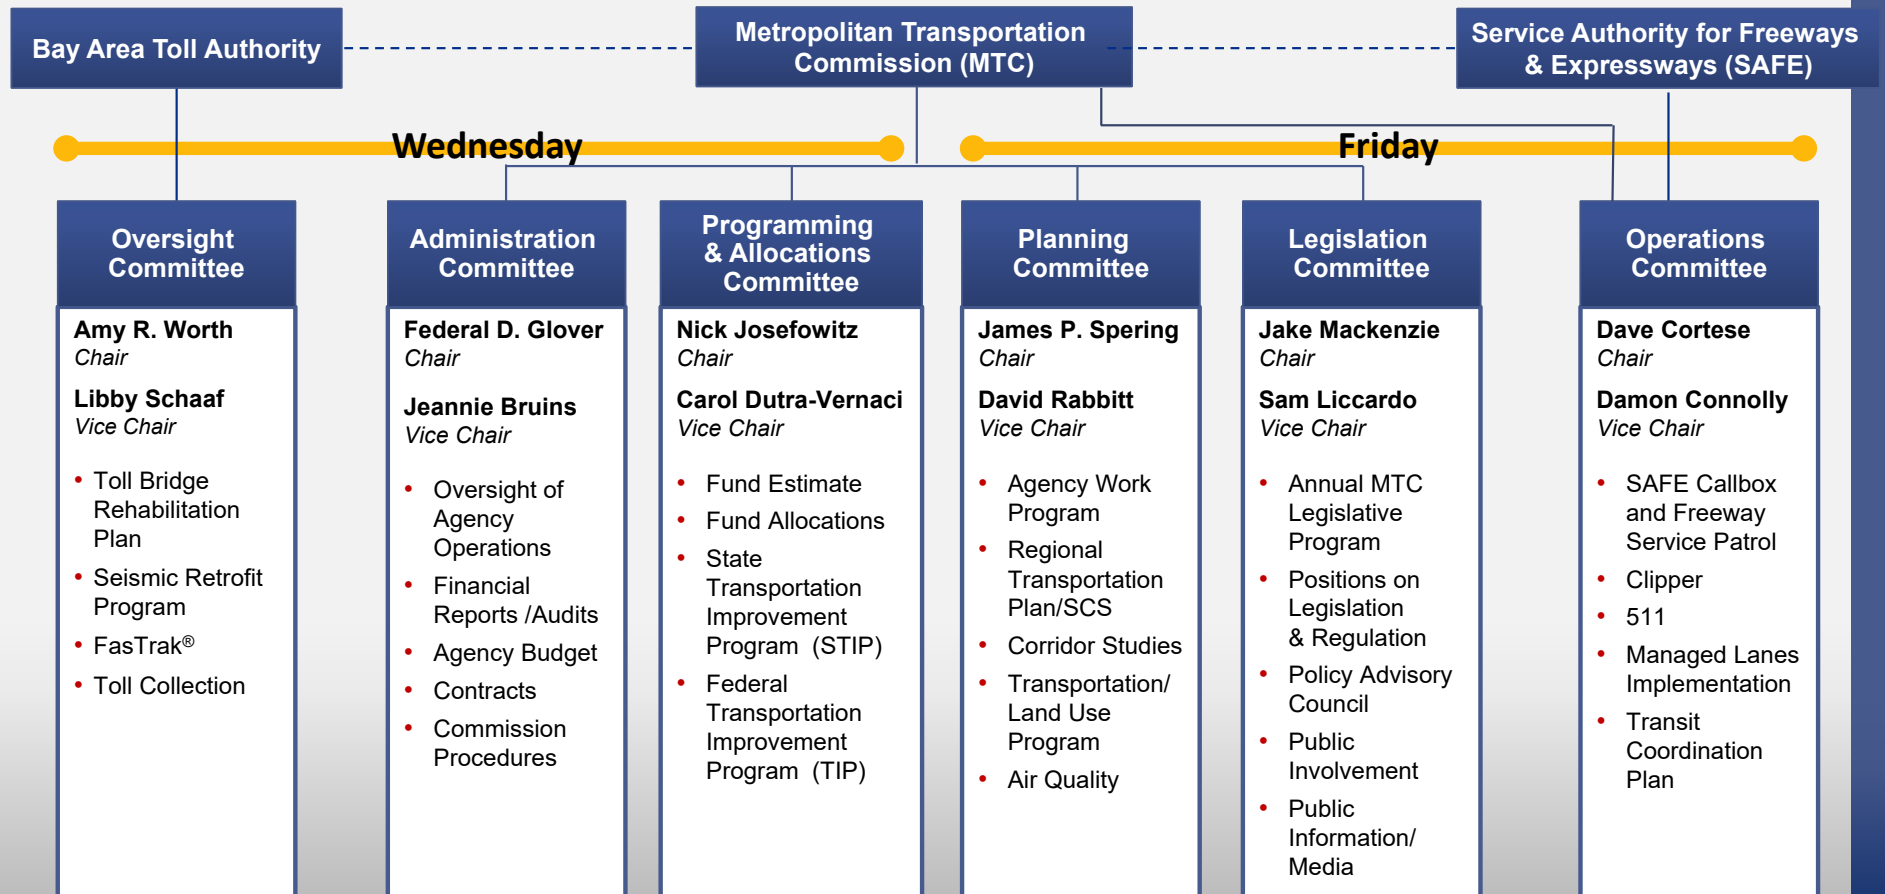 Bay Area Toll Authority
Metropolitan Transportation
Commission (MTC)
Service Authority for Freeways
& Expressways (SAFE)
Wednesday
Friday
Oversight
Committee
Amy R. Worth
Chair
Libby Schaaf
Vice Chair
• Toll Bridge
Rehabilitation
Plan
• Seismic Retrofit
Program
• FasTrak®
• Toll Collection
Administration
Committee
Federal D. Glover
Chair
Jeannie Bruins
Vice Chair
• Oversight of
Agency
Operations
• Financial
Reports /Audits
• Agency Budget
• Contracts
• Commission
Procedures
Programming
& Allocations
Committee
Nick Josefowitz
Chair
Carol Dutra-Vernaci
Vice Chair
• Fund Estimate
• Fund Allocations
• State
Transportation
Improvement
Program (STIP)
• Federal
Transportation
Improvement
Program (TIP)
Planning
Committee
James P. Spering
Chair
David Rabbitt
Vice Chair
• Agency Work
Program
• Regional
Transportation
Plan/SCS
• Corridor Studies
• Transportation/
Land Use
Program
• Air Quality
Legislation
Committee
Jake Mackenzie
Chair
Sam Liccardo
Vice Chair
• Annual MTC
Legislative
Program
• Positions on
Legislation
& Regulation
• Policy Advisory
Council
• Public
Involvement
• Public
Information/
Media
Operations
Committee
Dave Cortese
Chair
Damon Connolly
Vice Chair
• SAFE Callbox
and Freeway
Service Patrol
• Clipper
• 511
• Managed Lanes
Implementation
• Transit
Coordination
Plan